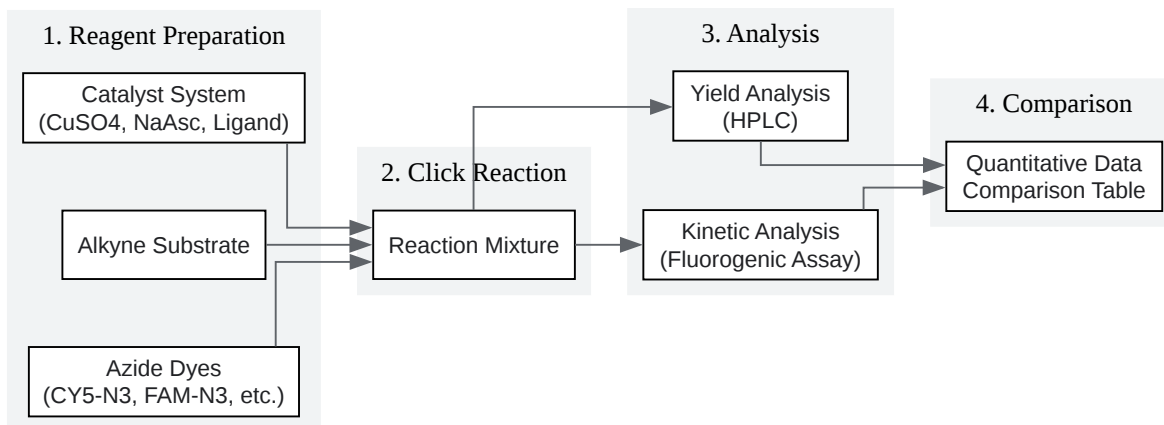 1. Reagent Preparation
Catalyst System
(CuSO4, NaAsc, Ligand)
Alkyne Substrate
Azide Dyes
(CY5-N3, FAM-N3, etc.)
2. Click Reaction
Reaction Mixture
3. Analysis
Yield Analysis
(HPLC)
Kinetic Analysis
(Fluorogenic Assay)
4. Comparison
Quantitative Data
Comparison Table